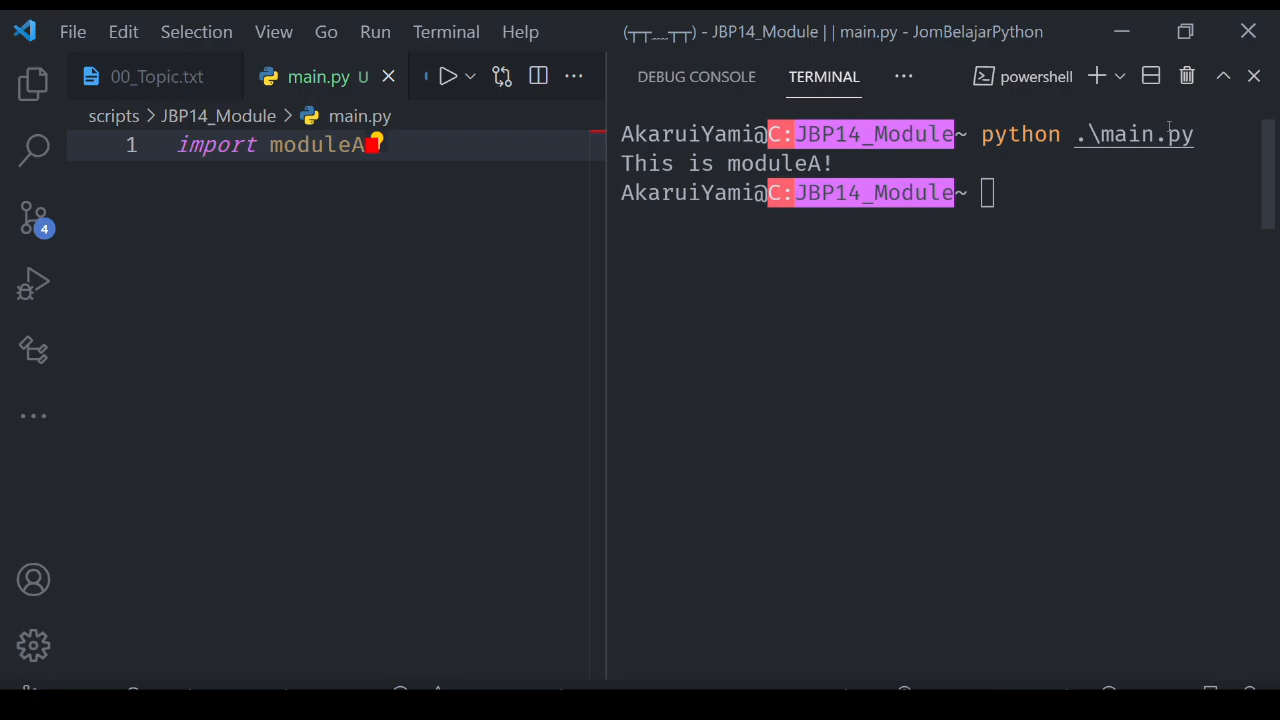 File Edit Selection View Go Run Terminal Help
(┬┬﹏┬┬) - JBP14_Module || main.py - JomBelajarPython
00_Topic.txt main.py U
DEBUG CONSOLE TERMINAL powershell
scripts > JBP14_Module > main.py
1 import moduleA
AkaruiYami@C:JBP14_Module~ python .\main.py
This is moduleA!
AkaruiYami@C:JBP14_Module~
4